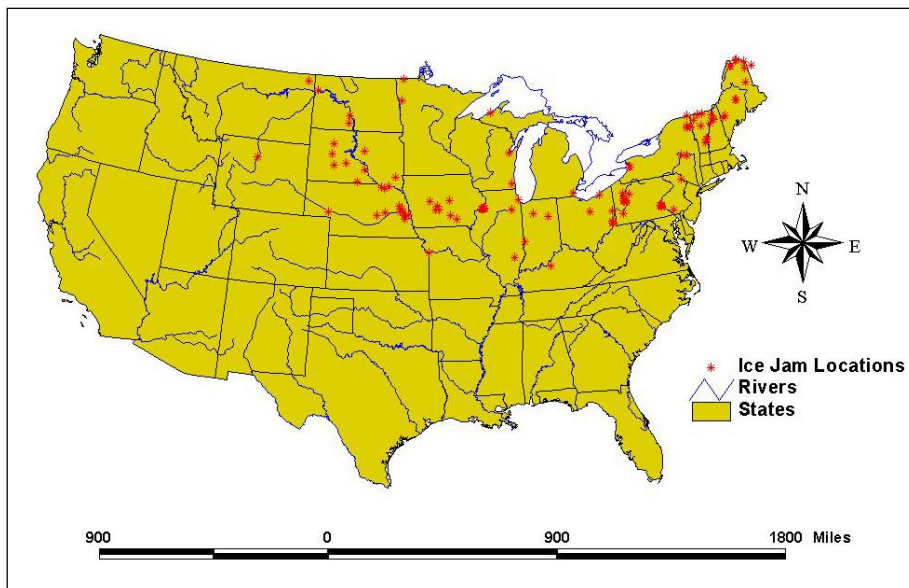 N
W E
S
Ice Jam Locations
Rivers
States
900 0 900 1800 Miles